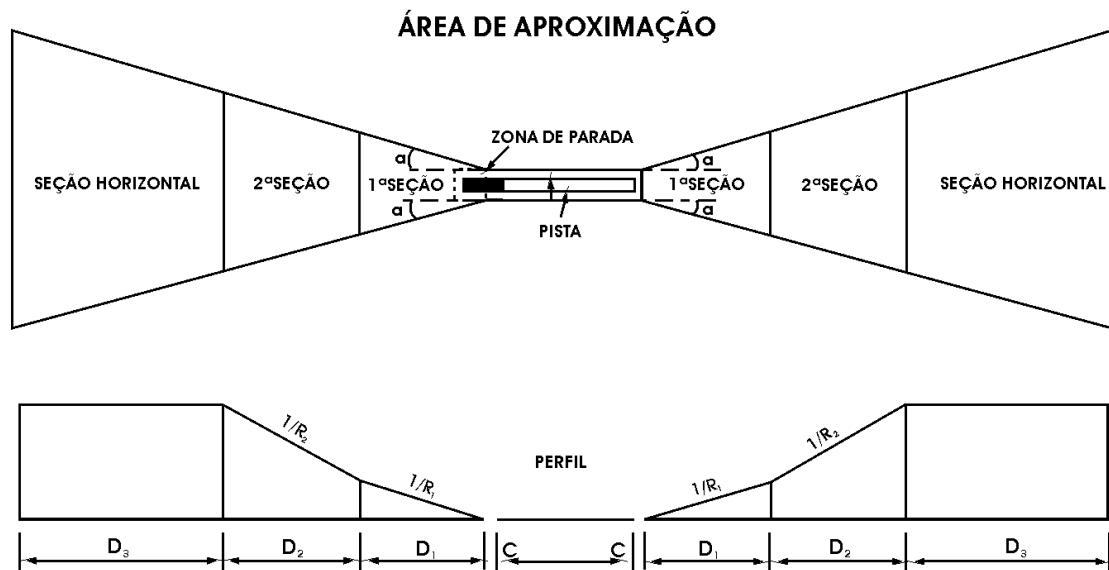 ÁREA DE APROXIMAÇÃO
ZONA DE PARADA
a
a
SEÇÃO HORIZONTAL
2ªSEÇÃO
1ªSEÇÃO
1ªSEÇÃO
2ªSEÇÃO
SEÇÃO HORIZONTAL
a
a
PISTA
1/R₂
1/R₂
PERFIL
1/R₁
1/R₁
D₃
D₂
D₁
C
C
D₁
D₂
D₃